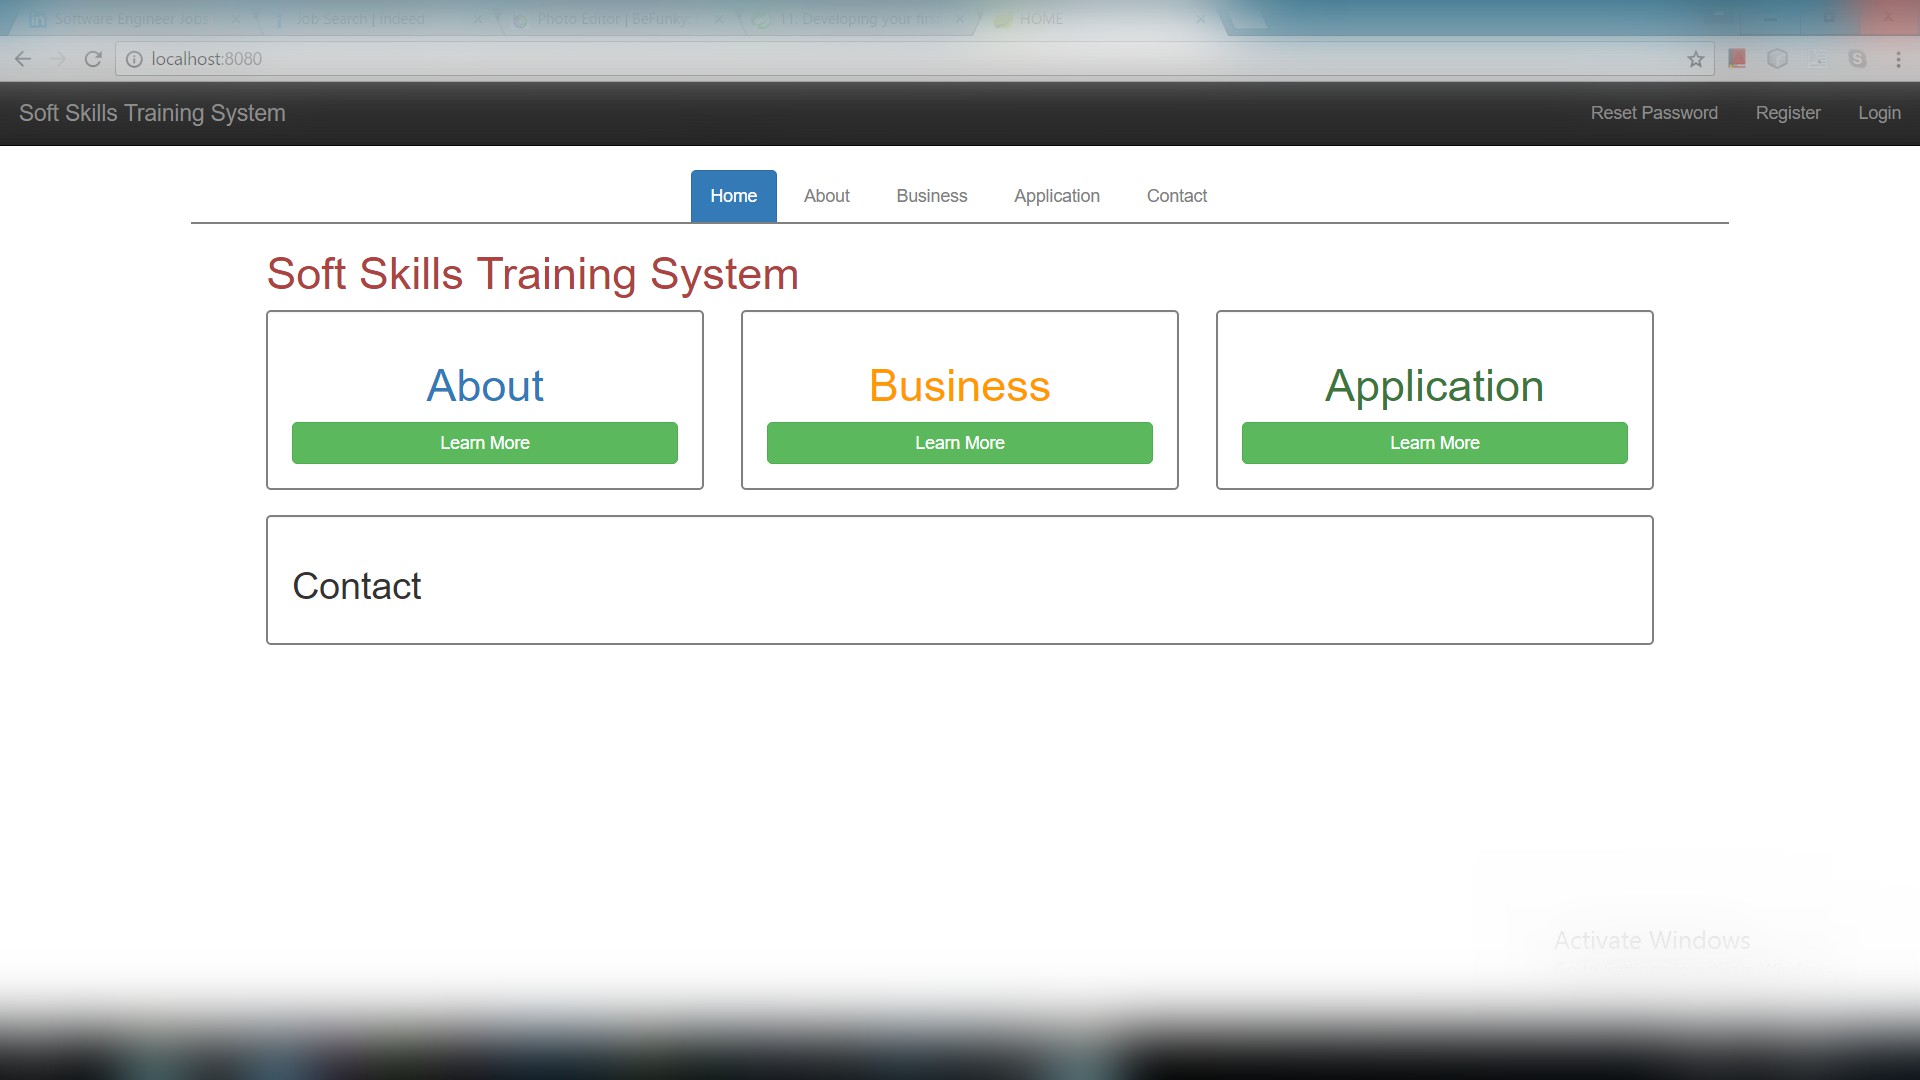 Software Engineer Jobs
Job Search | Indeed
Photo Editor | BeFunky:
11. Developing your first
HOME
localhost:8080
Soft Skills Training System
Reset Password
Register
Login
Home
About
Business
Application
Contact
Soft Skills Training System
About
Business
Application
Learn More
Learn More
Learn More
Contact
Activate Windows